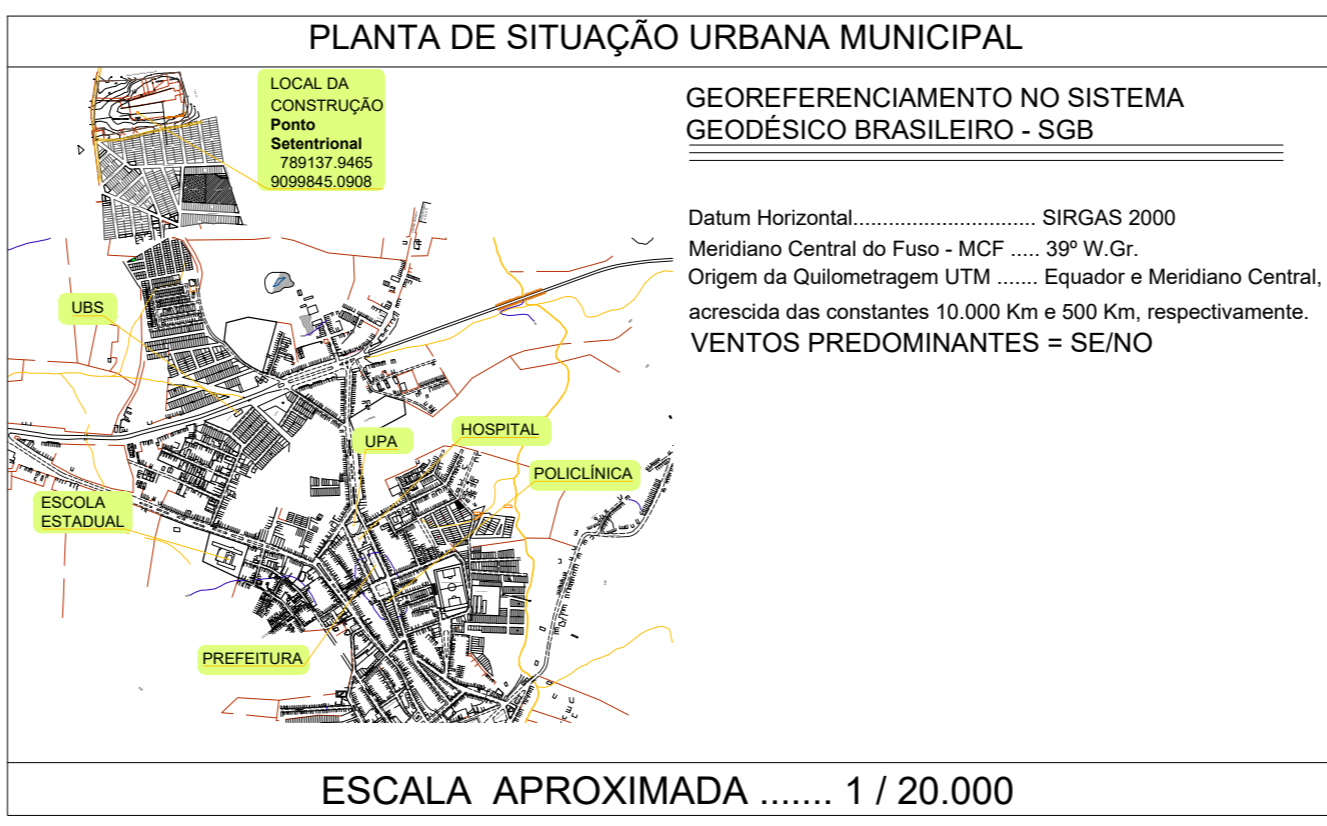 PLANTA DE SITUAÇÃO URBANA MUNICIPAL
LOCAL DA
CONSTRUÇÃO
Ponto
Setentrional
789137.9465
9099845.0908
UBS
UPA
HOSPITAL
POLICLÍNICA
ESCOLA
ESTADUAL
PREFEITURA
GEOREFERENCIAMENTO NO SISTEMA
GEODÉSICO BRASILEIRO - SGB
Datum Horizontal............................... SIRGAS 2000
Meridiano Central do Fuso - MCF ..... 39º W.Gr.
Origem da Quilometragem UTM ....... Equador e Meridiano Central,
acrescida das constantes 10.000 Km e 500 Km, respectivamente.
VENTOS PREDOMINANTES = SE/NO
ESCALA APROXIMADA ....... 1 / 20.000